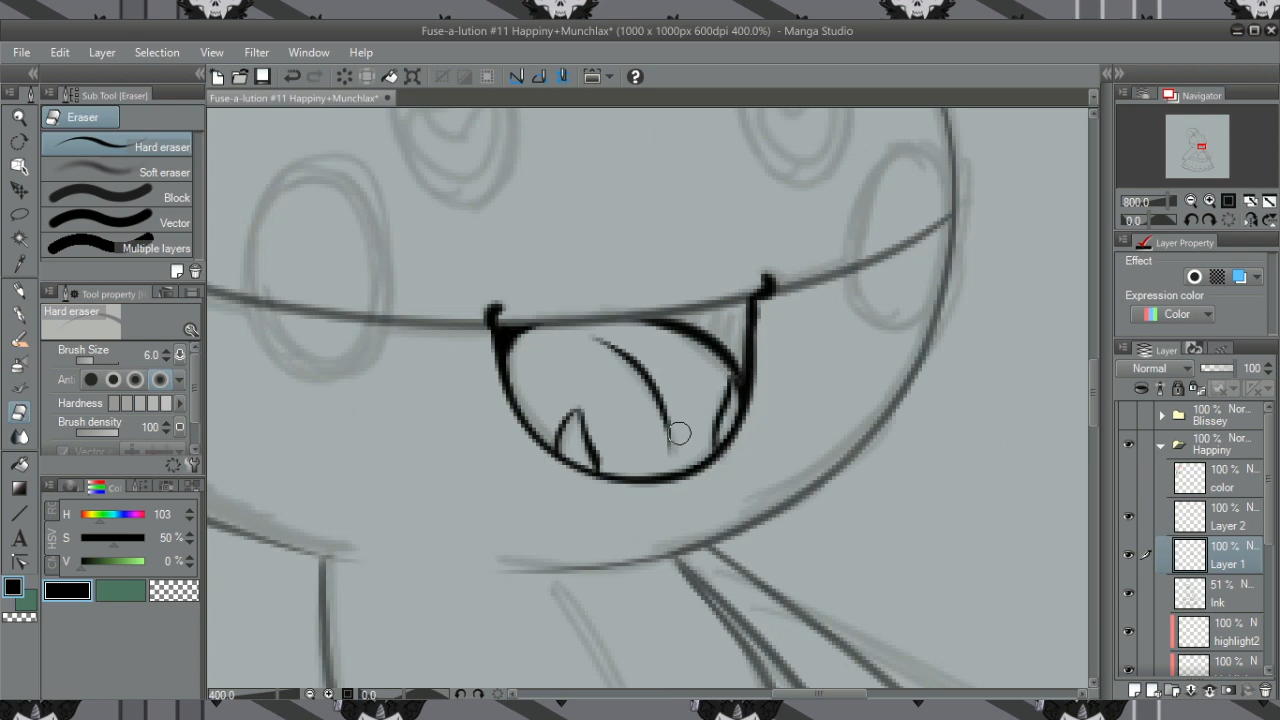 Fuse-a-lution #11 Happiny+Munchlax* (1000 x 1000px 600dpi 400.0%) - Manga Studio
File Edit Layer Selection View Filter Window Help
Sub Tool [Eraser]
Fuse-a-lution #11 Happiny+Munchlax*
Navigator
Eraser
Hard eraser
Soft eraser
Block
Vector
Multiple layers
Tool property [H
Hard eraser
Brush Size 6.0
Anti
Hardness
Brush density 100
Vector
Co
H 103
S 50 %
V 0 %
400.0 0.0
800.0
0.0
Layer Property
Effect
Expression color
Color
Layer
Normal 100
100 % Nor...
Blissey
100 % Nor...
Happiny
100 % N...
color
100 % N...
Layer 2
100 % N...
Layer 1
51 % N...
Ink
100 % N
highlight2
100 % N